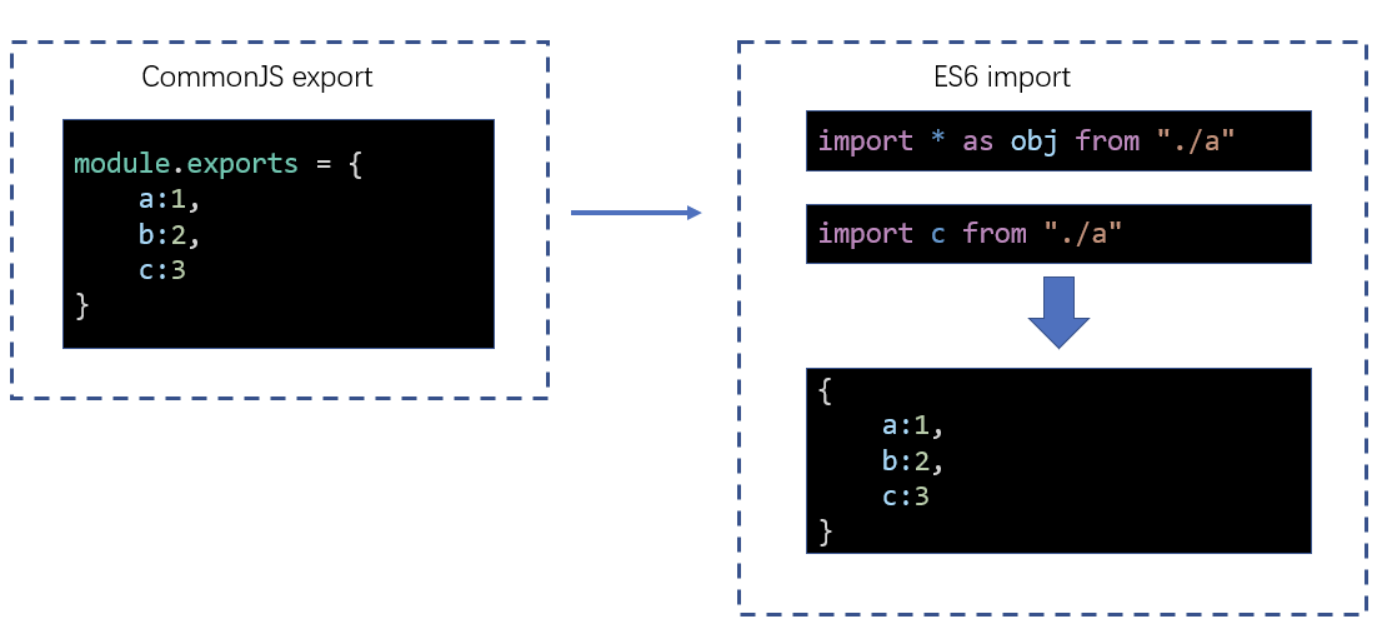 CommonJS export
module.exports = {
    a:1,
    b:2,
    c:3
}
ES6 import
import * as obj from "./a"
import c from "./a"
{
    a:1,
    b:2,
    c:3
}